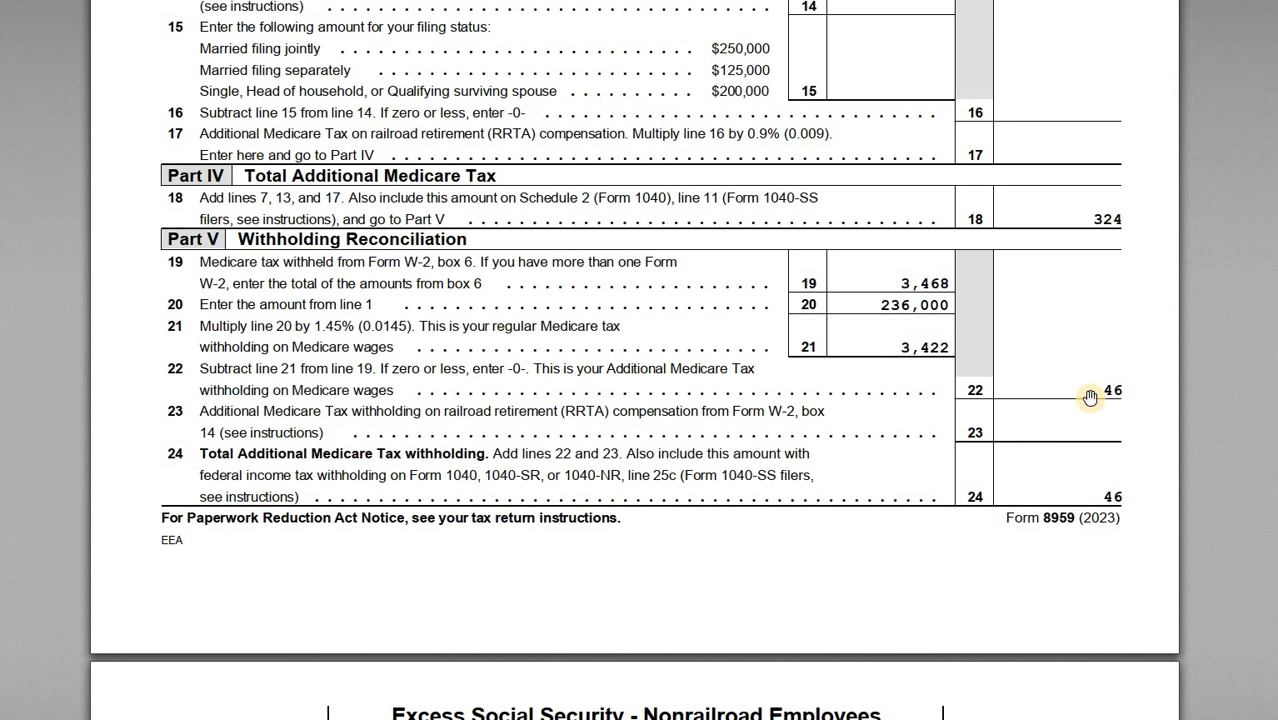 (see instructions) . . . . . . . . . . . . . . . . . . . . . . . . . . . . . . . . . . 14
15 Enter the following amount for your filing status:
Married filing jointly . . . . . . . . . . . . . . . . . . . . . . . . . . . $250,000
Married filing separately . . . . . . . . . . . . . . . . . . . . . . . . $125,000
Single, Head of household, or Qualifying surviving spouse . . . . . . . . . . $200,000 15
16 Subtract line 15 from line 14. If zero or less, enter -0- . . . . . . . . . . . . . . . . . . . . . . . . . . . . . . 16
17 Additional Medicare Tax on railroad retirement (RRTA) compensation. Multiply line 16 by 0.9% (0.009).
Enter here and go to Part IV . . . . . . . . . . . . . . . . . . . . . . . . . . . . . . . . . . . . . . . . . . 17
Part IV Total Additional Medicare Tax
18 Add lines 7, 13, and 17. Also include this amount on Schedule 2 (Form 1040), line 11 (Form 1040-SS
filers, see instructions), and go to Part V . . . . . . . . . . . . . . . . . . . . . . . . . . . . . . . . . . . . 18 324
Part V Withholding Reconciliation
19 Medicare tax withheld from Form W-2, box 6. If you have more than one Form
W-2, enter the total of the amounts from box 6 . . . . . . . . . . . . . . . . . . . . 19 3,468
20 Enter the amount from line 1 . . . . . . . . . . . . . . . . . . . . . . . . . . . . 20 236,000
21 Multiply line 20 by 1.45% (0.0145). This is your regular Medicare tax
withholding on Medicare wages . . . . . . . . . . . . . . . . . . . . . . . . . . . 21 3,422
22 Subtract line 21 from line 19. If zero or less, enter -0-. This is your Additional Medicare Tax
withholding on Medicare wages . . . . . . . . . . . . . . . . . . . . . . . . . . . . . . . . . . . . . . . . 22 46
23 Additional Medicare Tax withholding on railroad retirement (RRTA) compensation from Form W-2, box
14 (see instructions) . . . . . . . . . . . . . . . . . . . . . . . . . . . . . . . . . . . . . . . . . . . . . 23
24 Total Additional Medicare Tax withholding. Add lines 22 and 23. Also include this amount with
federal income tax withholding on Form 1040, 1040-SR, or 1040-NR, line 25c (Form 1040-SS filers,
see instructions) . . . . . . . . . . . . . . . . . . . . . . . . . . . . . . . . . . . . . . . . . . . . . . . 24 46
For Paperwork Reduction Act Notice, see your tax return instructions. Form 8959 (2023)
EEA
Excess Social Security - Nonrailroad Employees